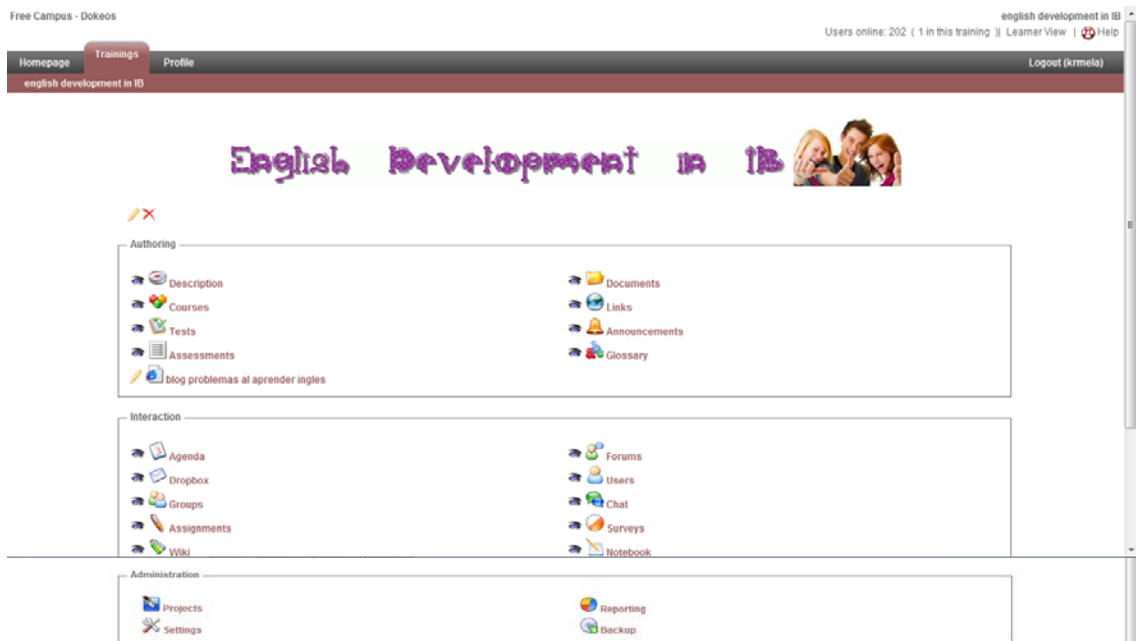 Free Campus - Dokeos
english development in IB
Users online: 202 ( 1 in this training )| Learner View | Help
Homepage Trainings Profile Logout (krmela)
english development in IB
English Development in IB
Authoring
Description Documents
Courses Links
Tests Announcements
Assessments Glossary
blog problemas al aprender ingles
Interaction
Agenda Forums
Dropbox Users
Groups Chat
Assignments Surveys
Wiki Notebook
Administration
Projects Reporting
Settings Backup